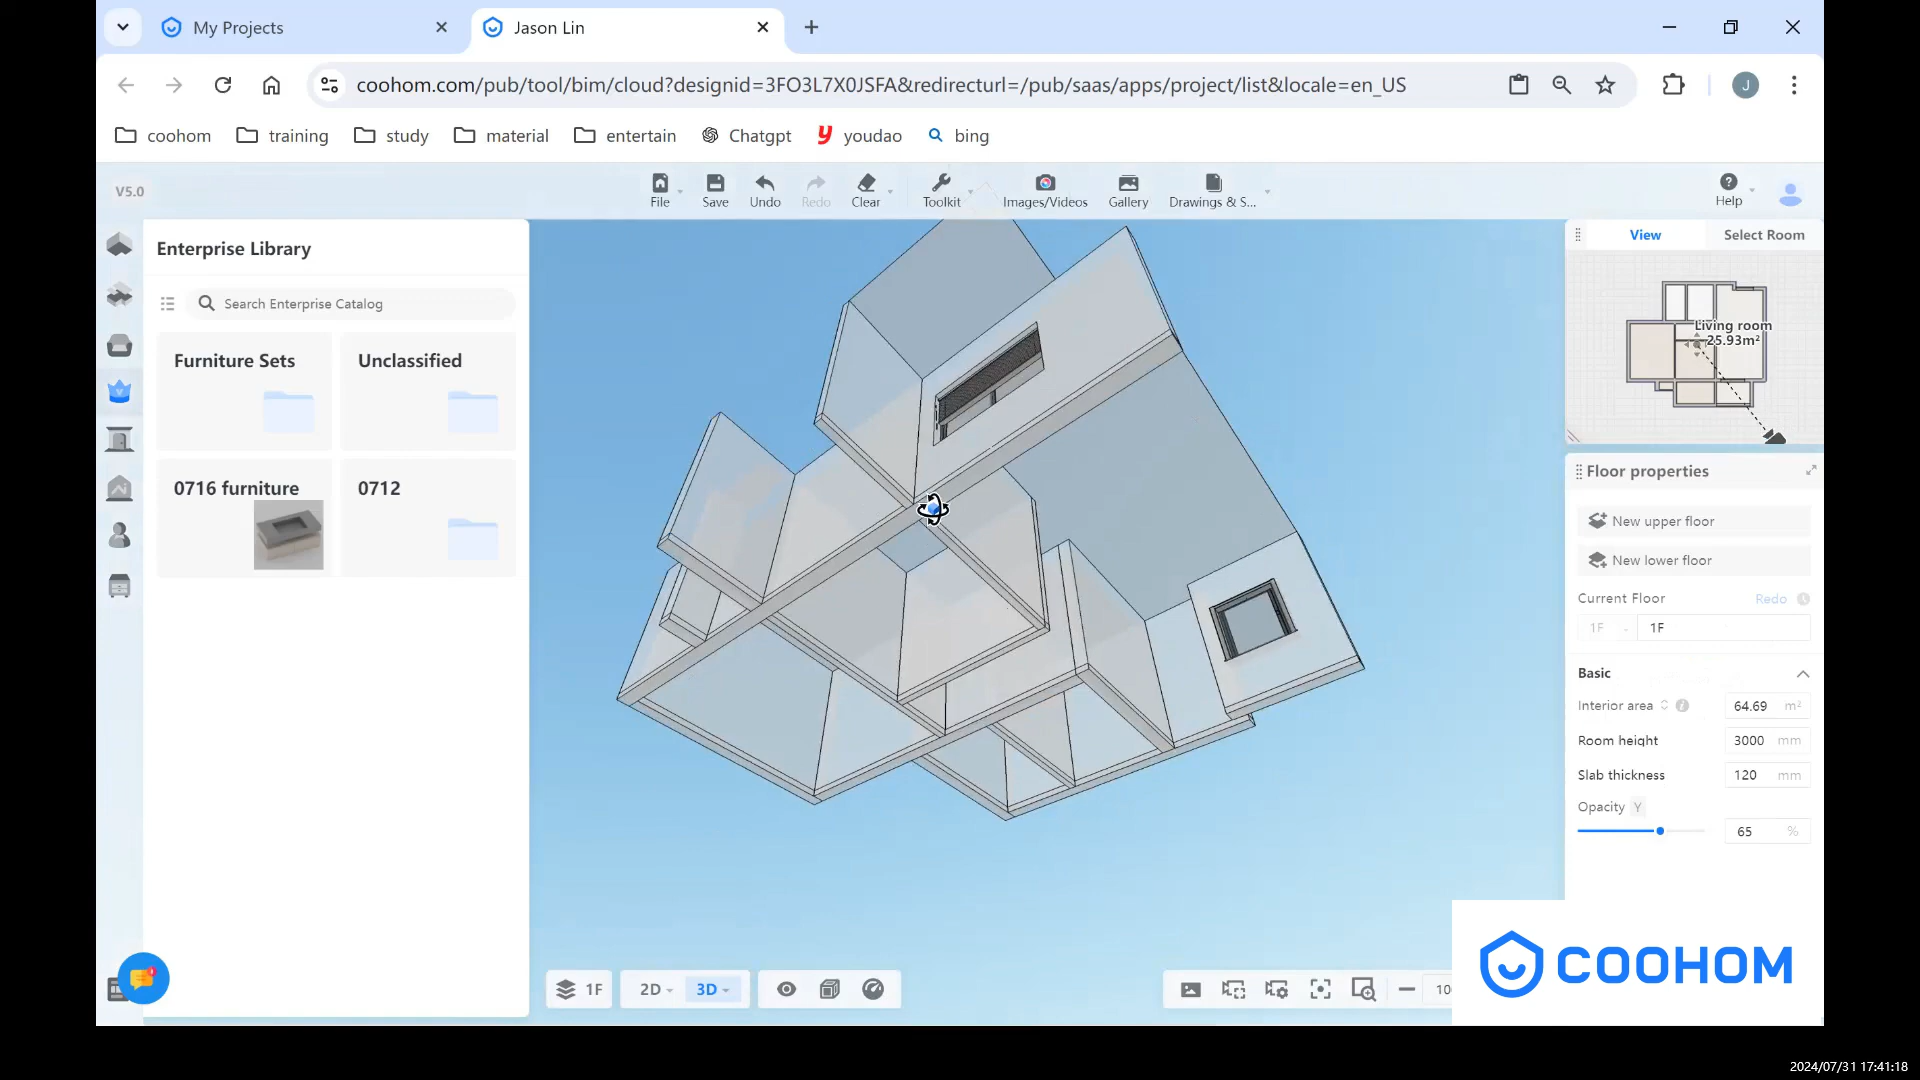 My Projects
Jason Lin
coohom.com/pub/tool/bim/cloud?designid=3FO3L7X0JSFA&redirecturl=/pub/saas/apps/project/list&locale=en_US
J
coohom training study material entertain Chatgpt youdao bing
V5.0
File Save Undo Redo Clear Toolkit Images/Videos Gallery Drawings & S... Help
Enterprise Library
Search Enterprise Catalog
Furniture Sets
Unclassified
0716 furniture
0712
View Select Room
Living room
25.93m²
Floor properties
New upper floor
New lower floor
Current Floor Redo
1F 1F
Basic
Interior area 64.69 m²
Room height 3000 mm
Slab thickness 120 mm
Opacity Y
65 %
1F 2D 3D
10
COOHOM
2024/07/31 17:41:18